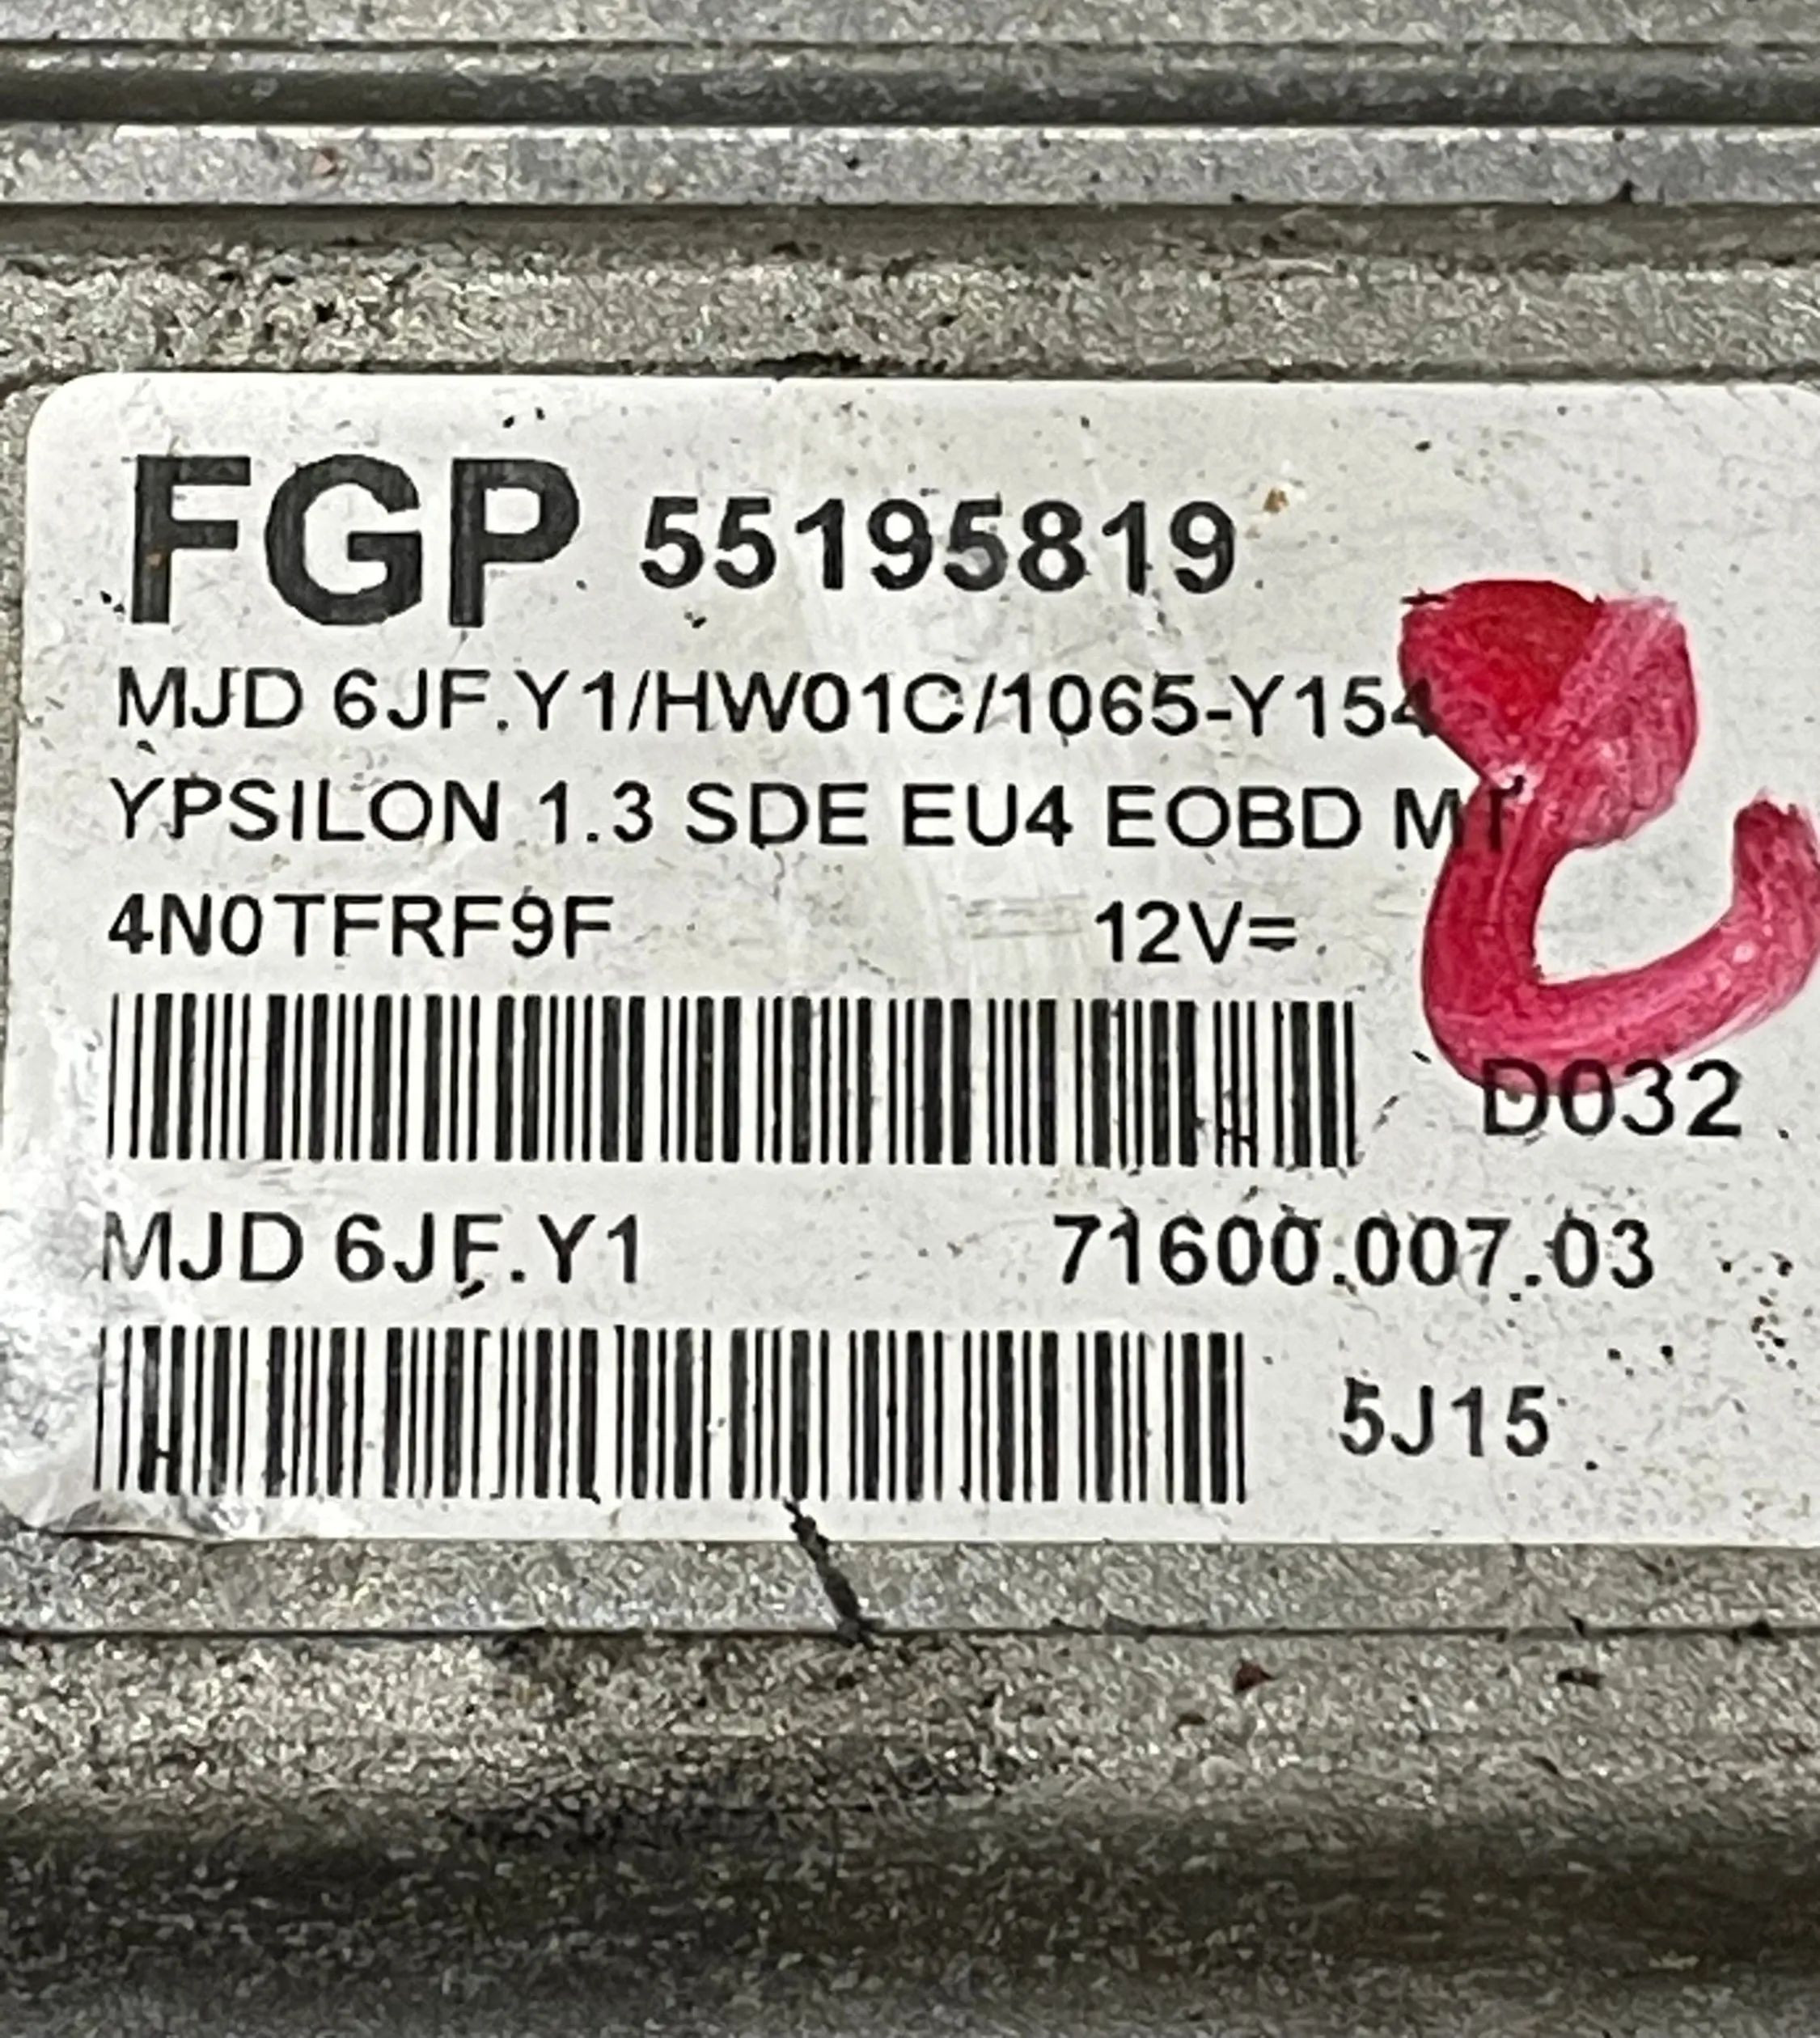 FGP 55195819
MJD 6JF.Y1/HW01C/1065-Y154
YPSILON 1.3 SDE EU4 EOBD MT
4N0TFRF9F 12V=
D032
MJD 6JF.Y1 71600.007.03
5J15